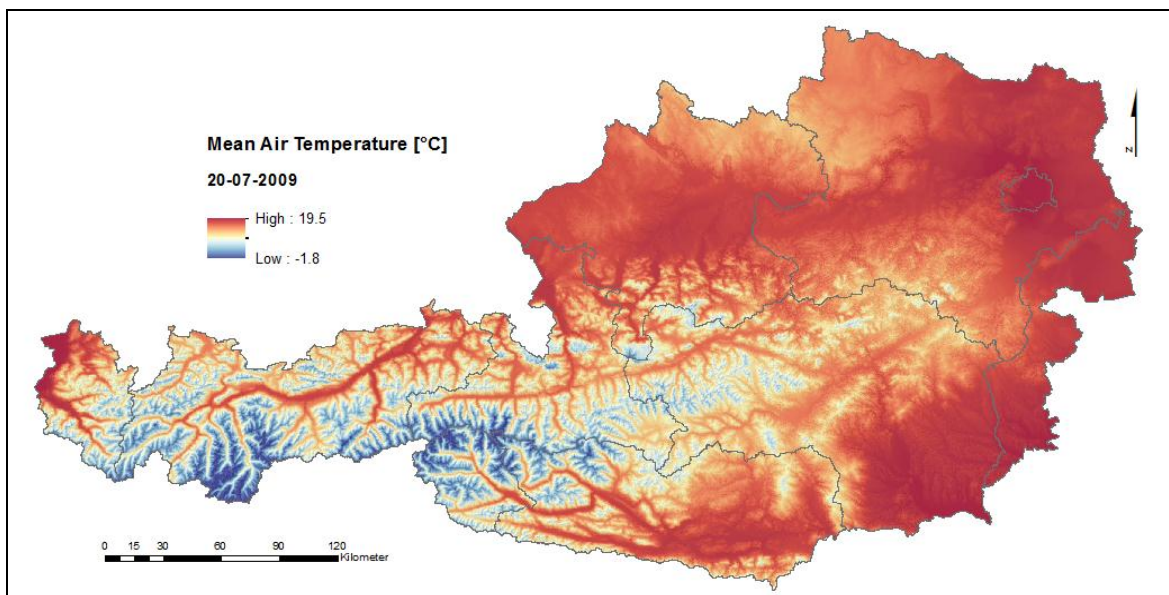 Mean Air Temperature [°C]
20-07-2009
High : 19.5
Low : -1.8
N
0 15 30 60 90 120
Kilometer